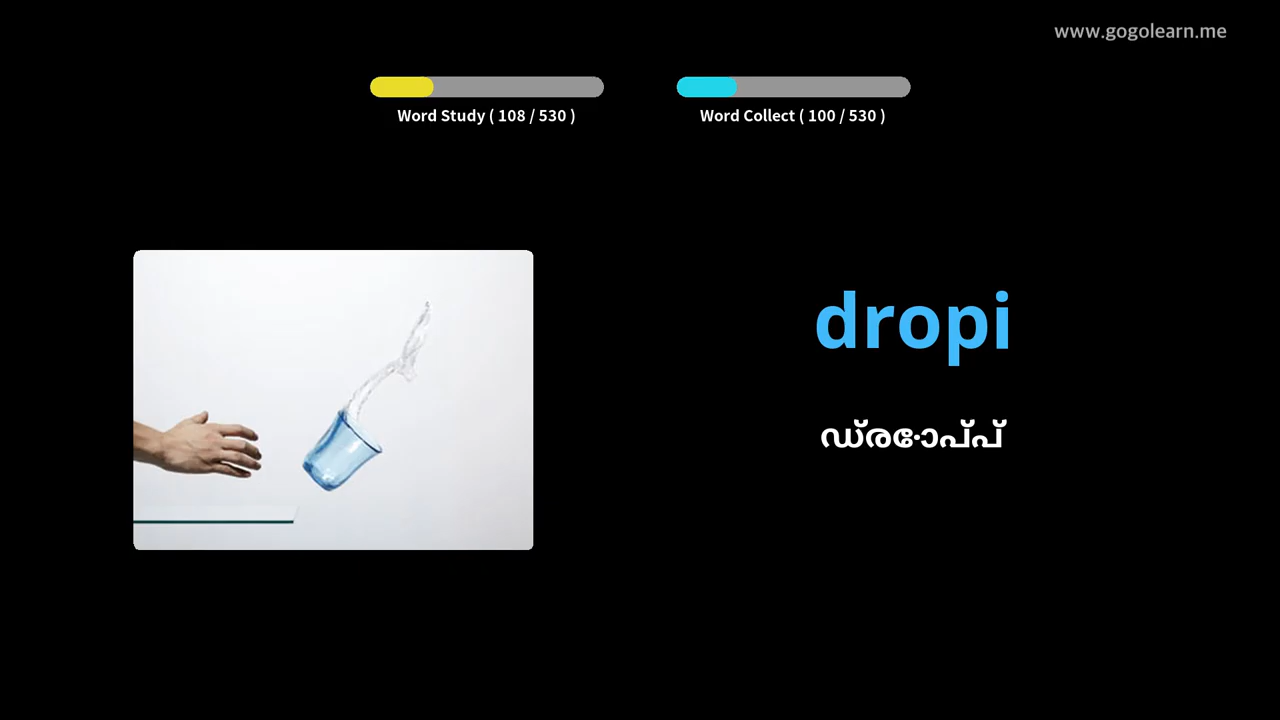 www.gogolearn.me
Word Study ( 108 / 530 )
Word Collect ( 100 / 530 )
dropi
ഡ്രോപ്പ്